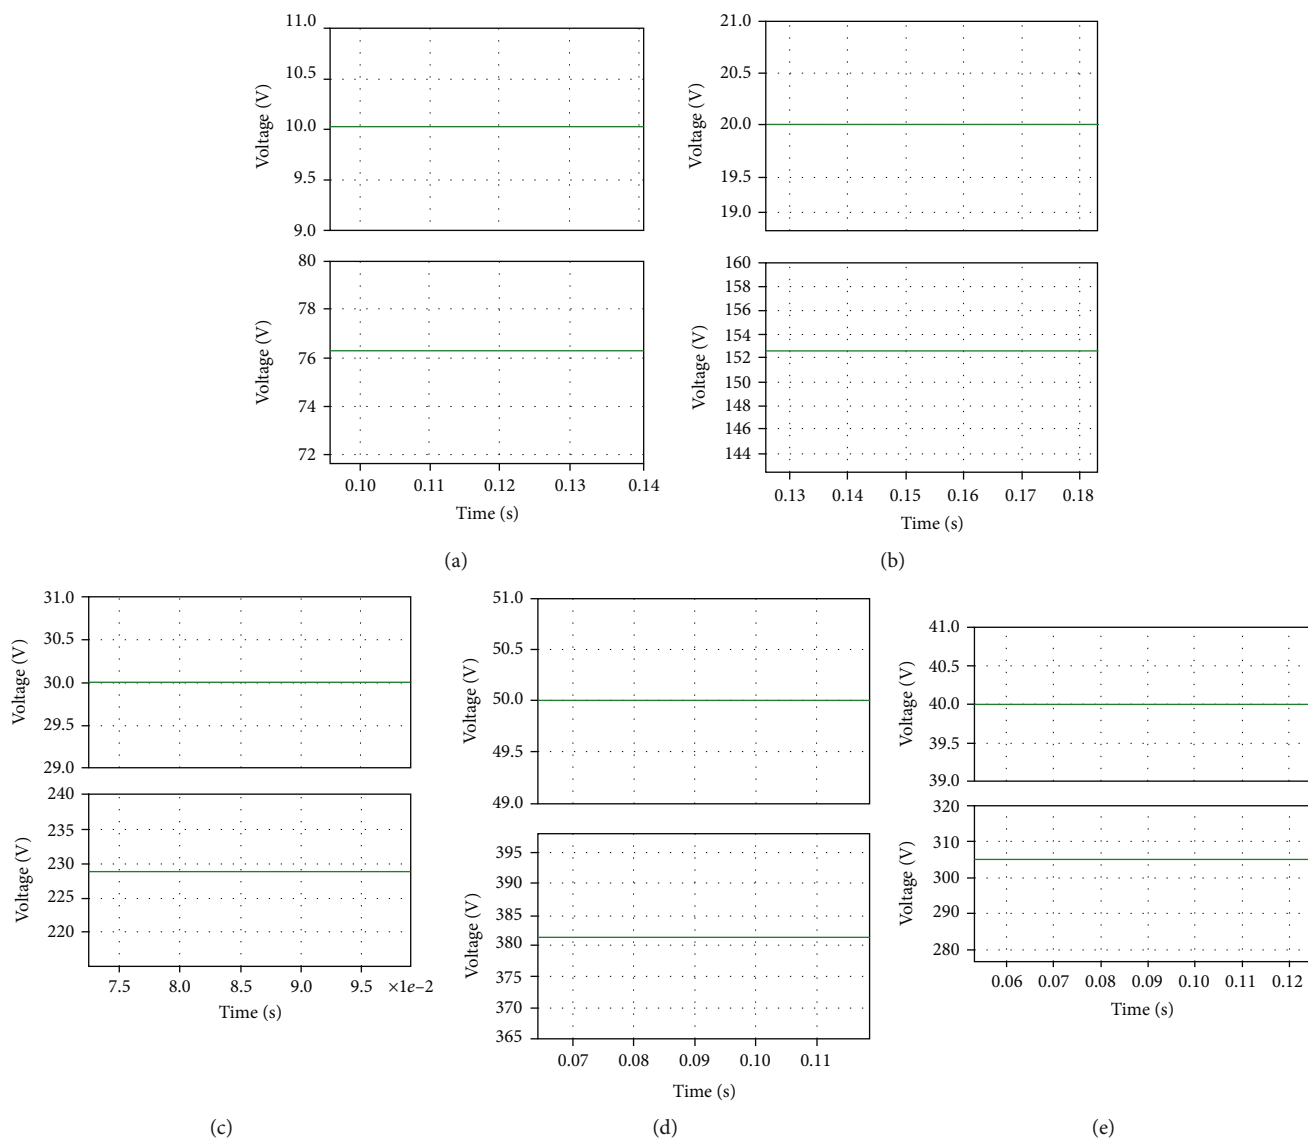 11.0
10.5
10.0
9.5
9.0
Voltage (V)
80
78
76
74
72
Voltage (V)
0.10 0.11 0.12 0.13 0.14
Time (s)
(a)
21.0
20.5
20.0
19.5
19.0
Voltage (V)
160
158
156
154
152
150
148
146
144
Voltage (V)
0.13 0.14 0.15 0.16 0.17 0.18
Time (s)
(b)
31.0
30.5
30.0
29.5
29.0
Voltage (V)
240
235
230
225
220
Voltage (V)
7.5 8.0 8.5 9.0 9.5 ×1e–2
Time (s)
(c)
51.0
50.5
50.0
49.5
49.0
Voltage (V)
395
390
385
380
375
370
365
Voltage (V)
0.07 0.08 0.09 0.10 0.11
Time (s)
(d)
41.0
40.5
40.0
39.5
39.0
Voltage (V)
320
310
300
290
280
Voltage (V)
0.06 0.07 0.08 0.09 0.10 0.11 0.12
Time (s)
(e)